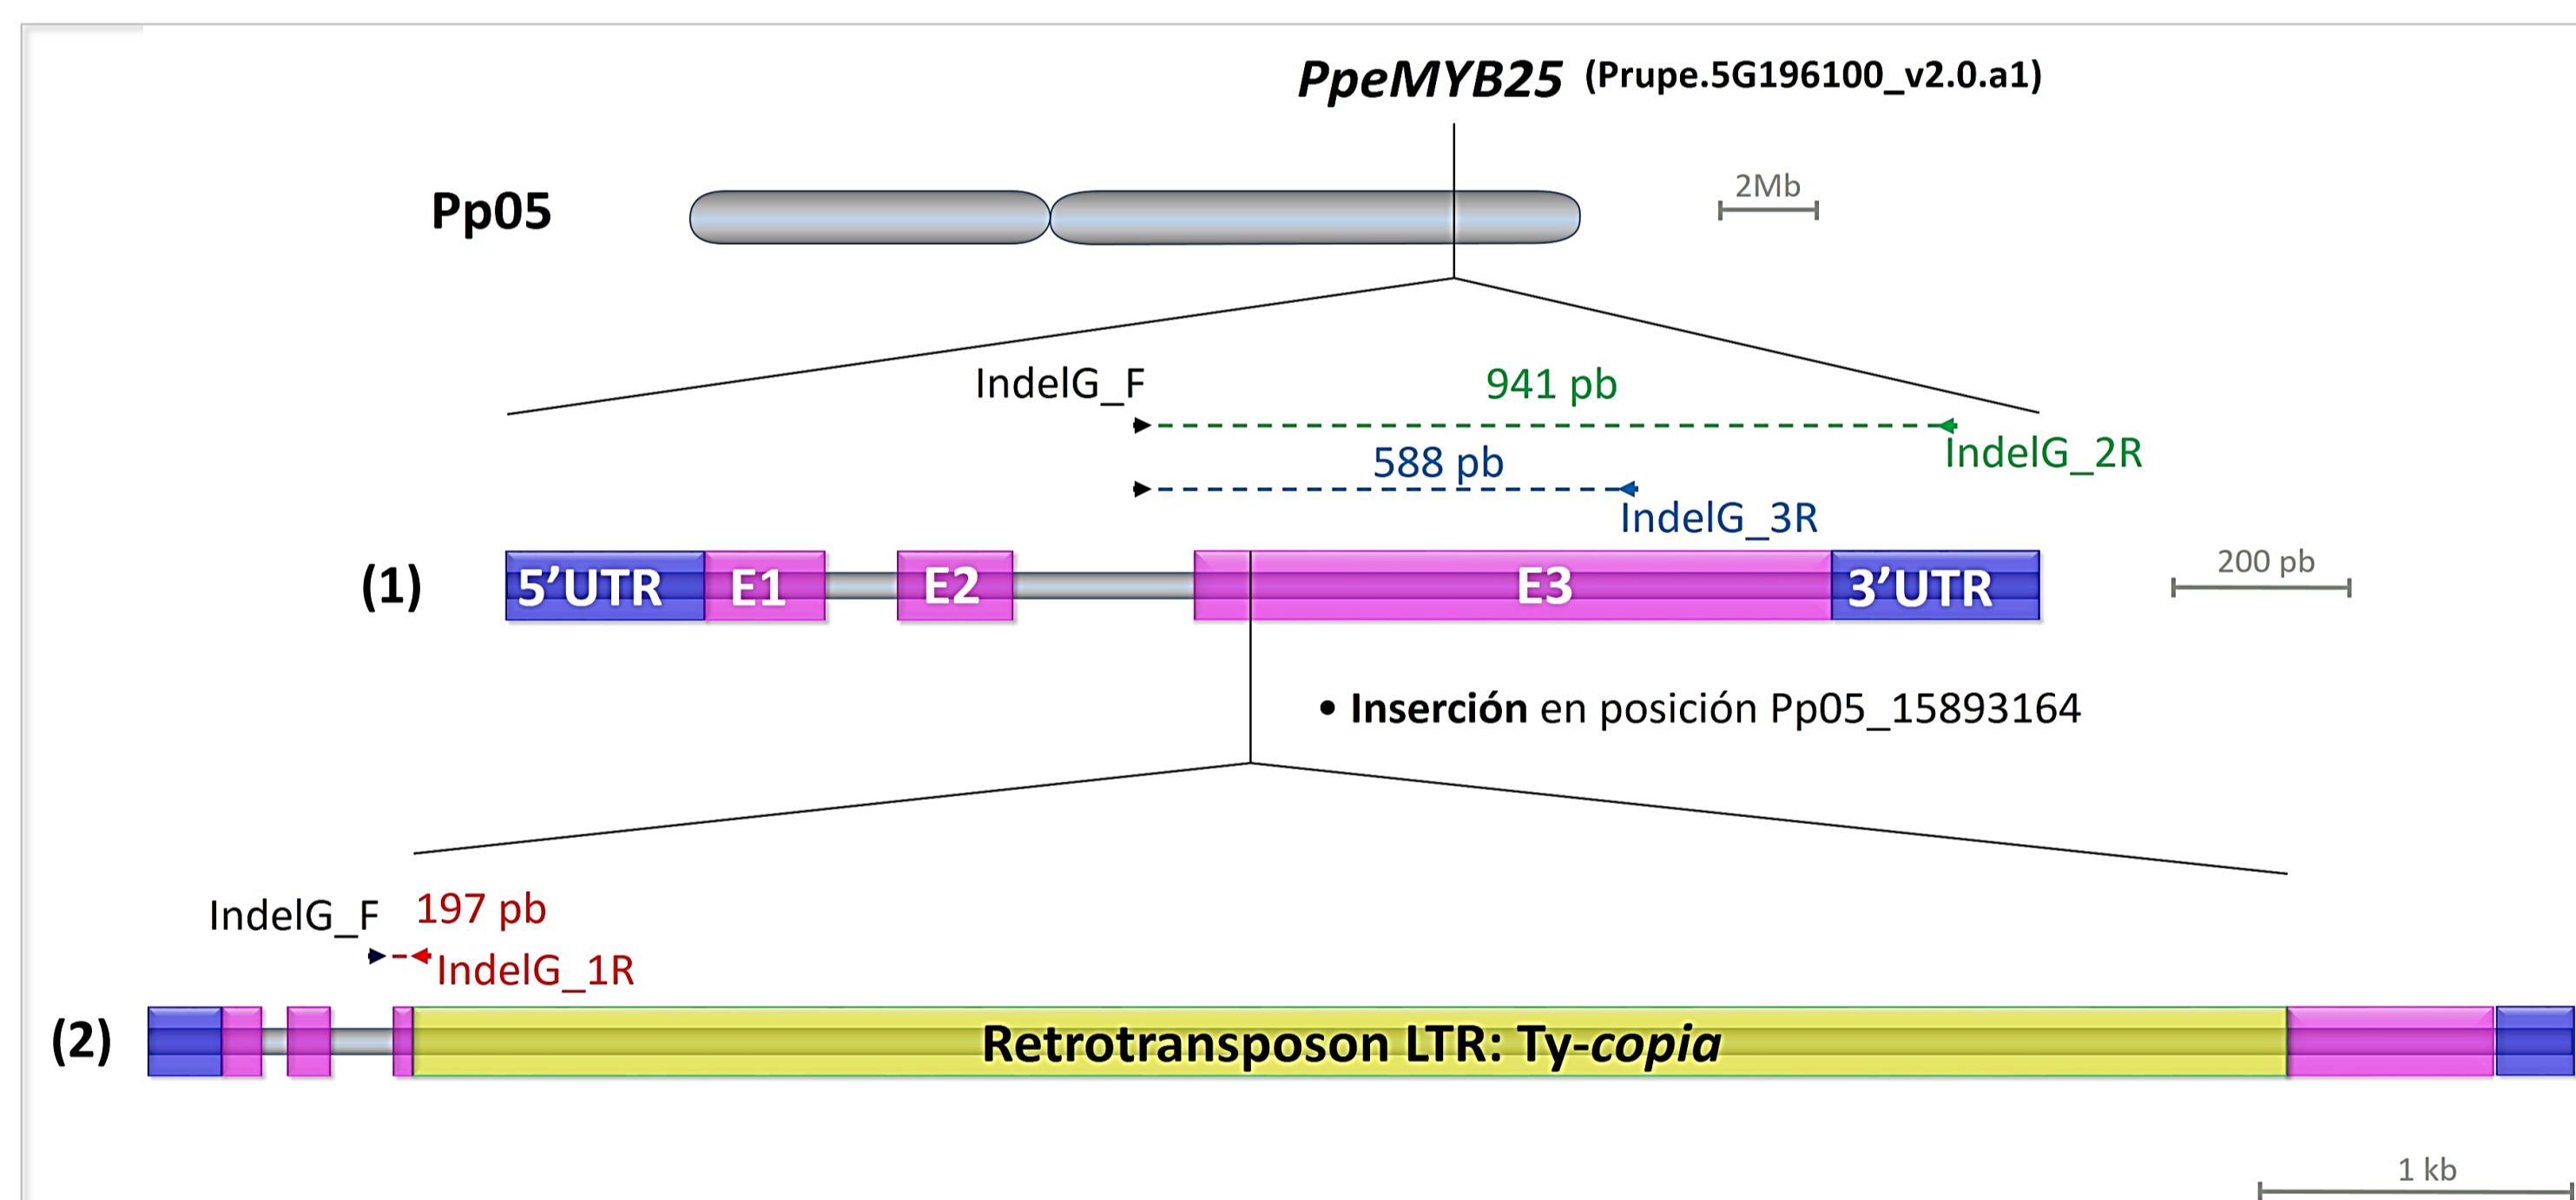 PpeMYB25 (Prupe.5G196100_v2.0.a1)
Pp05
2Mb
IndelG_F
941 pb
IndelG_2R
588 pb
IndelG_3R
(1)
5’UTR
E1
E2
E3
3’UTR
200 pb
• Inserción en posición Pp05_15893164
IndelG_F
197 pb
IndelG_1R
(2)
Retrotransposon LTR: Ty-copia
1 kb